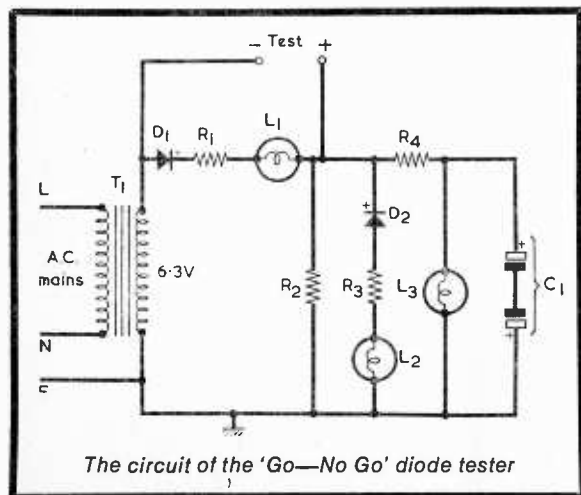 - Test +
D1 R1 L1 R4
L T1
AC
mains
6·3V
R2
+ D2
R3
L2
L3
+
C1
+
N
E
The circuit of the 'Go—No Go' diode tester